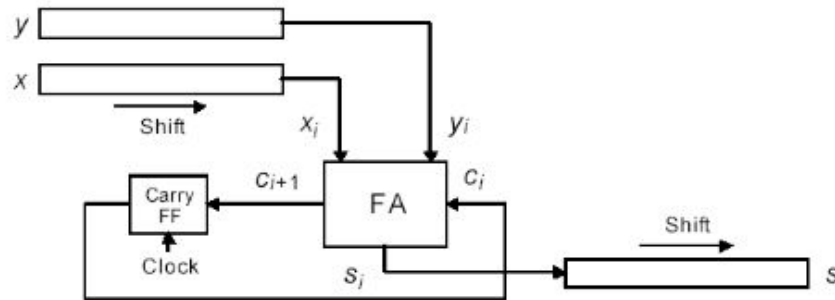 y
x
Shift
x_i
y_i
Carry
FF
c_{i+1}
FA
c_i
Clock
s_i
Shift
s